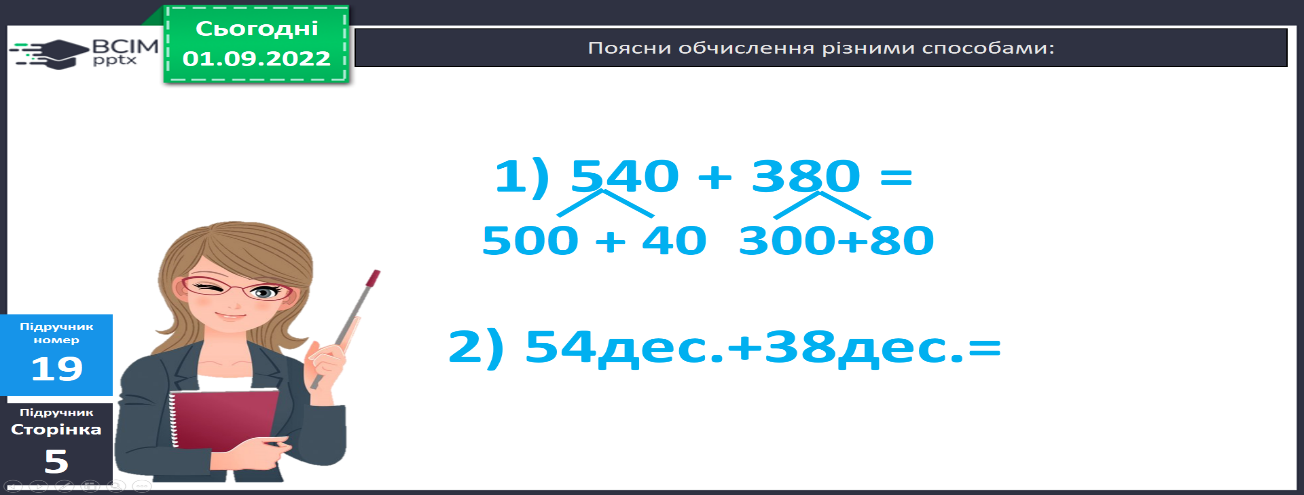 Сьогодні
01.09.2022
ВСІМ
pptx
Поясни обчислення різними способами:
1) 540 + 380 =
500 + 40 300+80
2) 54дес.+38дес.=
Підручник
номер
19
Підручник
Сторінка
5